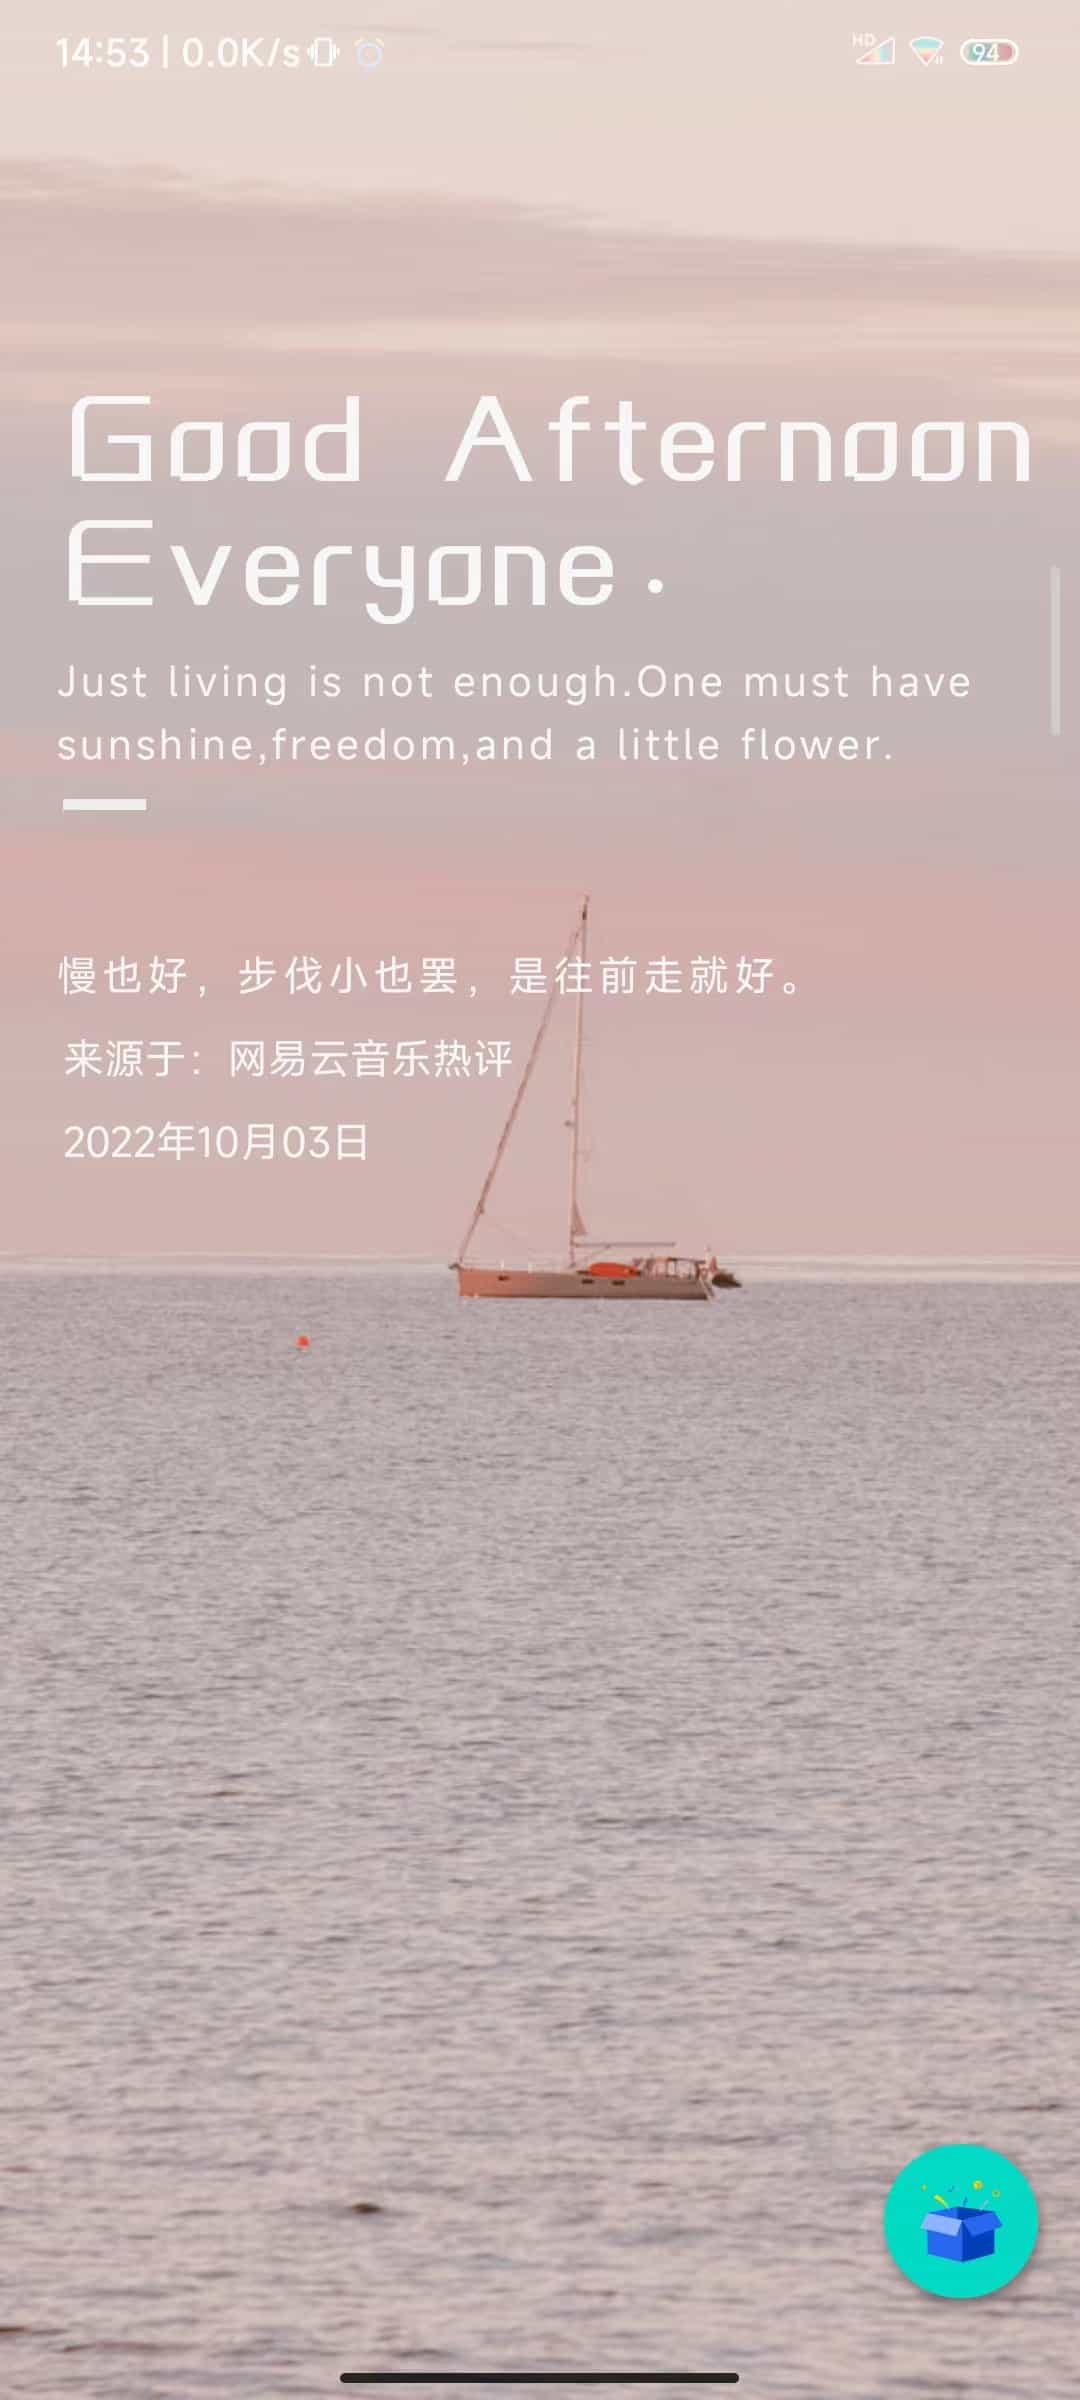 14:53 | 0.0K/s HD 94
Good Afternoon
Everyone.
Just living is not enough.One must have
sunshine,freedom,and a little flower.
慢也好，步伐小也罢，是往前走就好。
来源于：网易云音乐热评
2022年10月03日